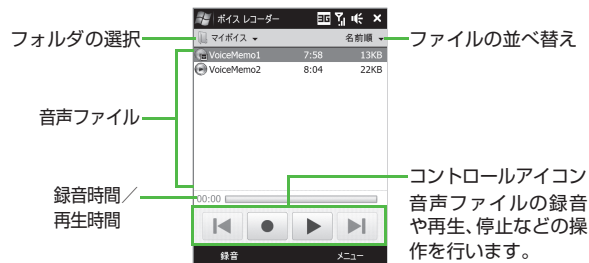 ボイス レコーダー 3G
フォルダの選択
マイボイス 名前順
ファイルの並べ替え
VoiceMemo1 7:58 13KB
VoiceMemo2 8:04 22KB
音声ファイル
録音時間／
再生時間
00:00
コントロールアイコン
音声ファイルの録音
や再生、停止などの操
作を行います。
録音 メニュー